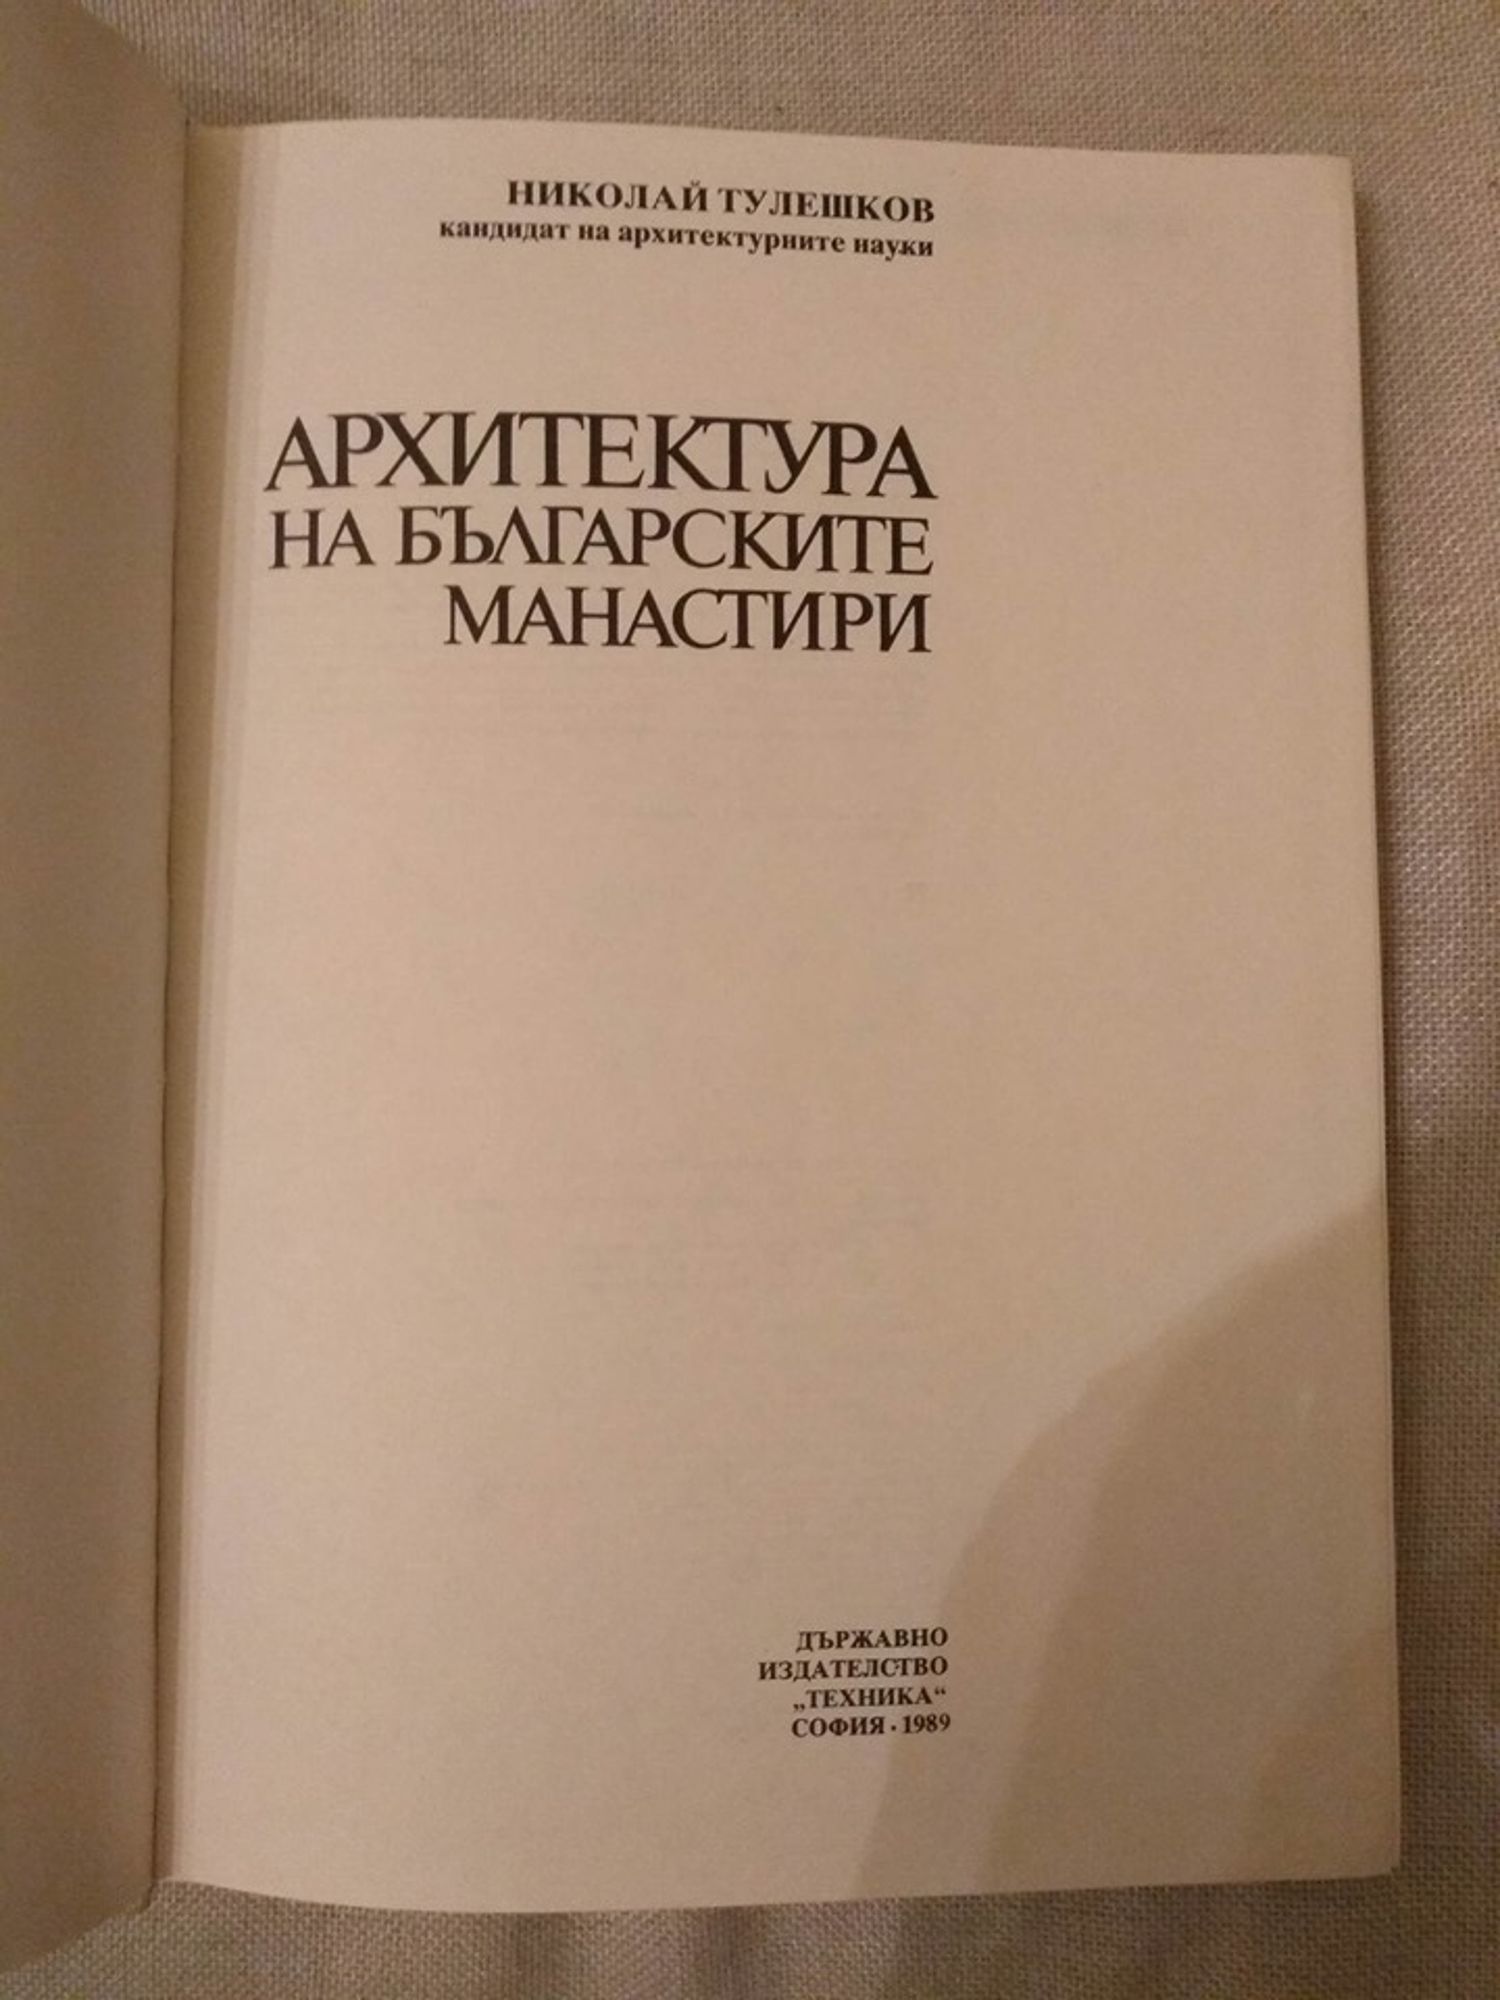 НИКОЛАЙ ТУЛЕШКОВ
кандидат на архитектурните науки
АРХИТЕКТУРА
НА БЪЛГАРСКИТЕ
МАНАСТИРИ
ДЪРЖАВНО
ИЗДАТЕЛСТВО
„ТЕХНИКА“
СОФИЯ · 1989